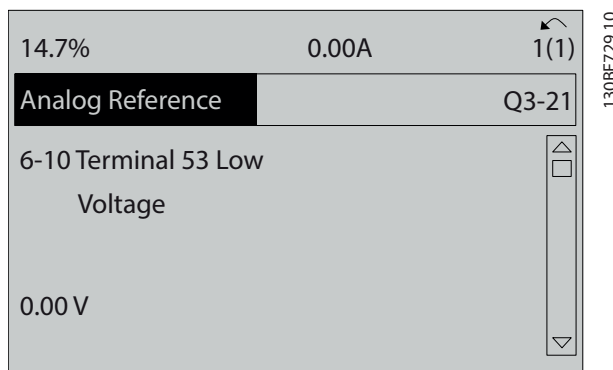 14.7% 0.00A 1(1)
Analog Reference Q3-21
6-10 Terminal 53 Low
Voltage
0.00 V
130BF729.10